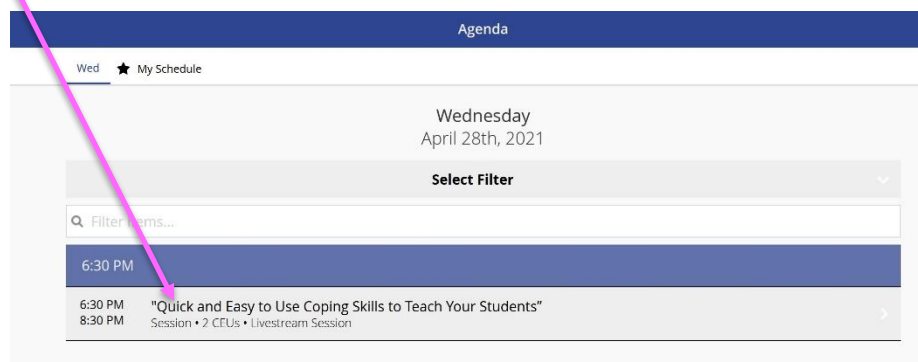 Agenda
Wed ★ My Schedule
Wednesday
April 28th, 2021
Select Filter
Filter items...
6:30 PM
6:30 PM "Quick and Easy to Use Coping Skills to Teach Your Students”
8:30 PM Session • 2 CEUs • Livestream Session